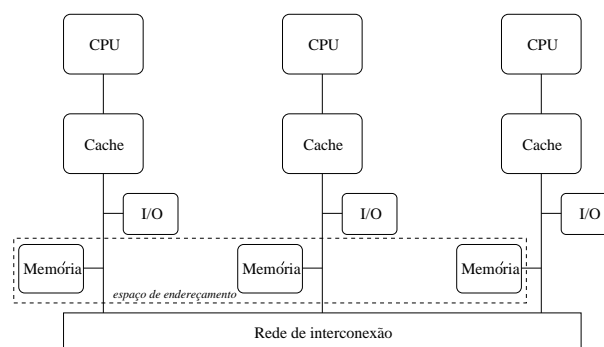 CPU
CPU
CPU
Cache
Cache
Cache
I/O
I/O
I/O
Memória
Memória
Memória
espaço de endereçamento
Rede de interconexão